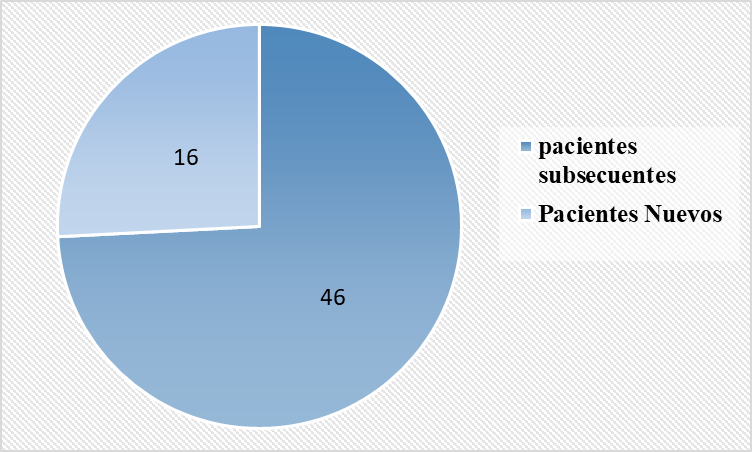 16
46
pacientes
subsecuentes
Pacientes Nuevos